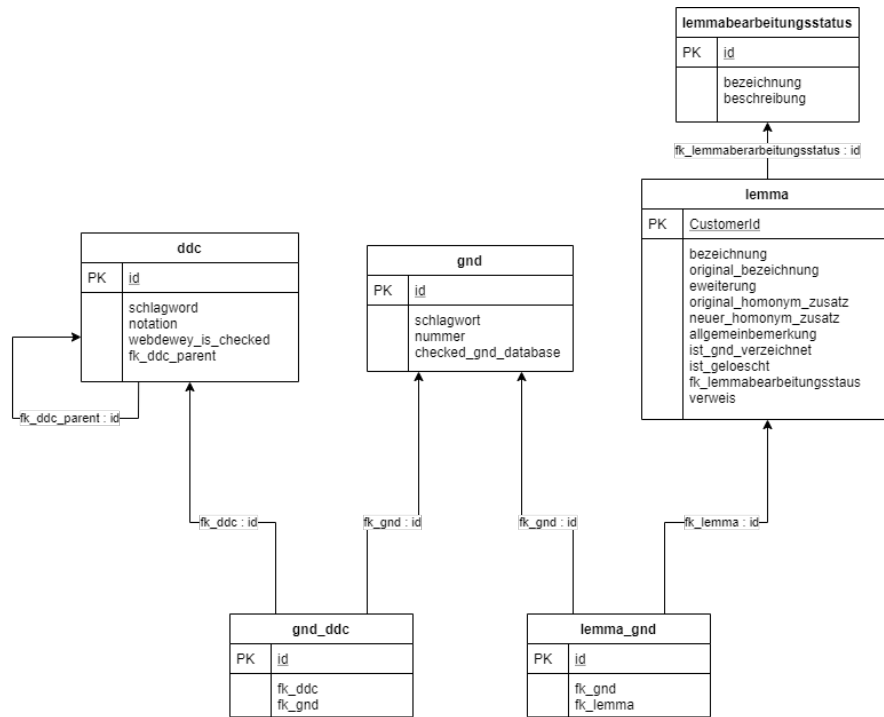 lemmabearbeitungsstatus
PK id
bezeichnung
beschreibung
fk_lemmaberarbeitungsstatus : id
lemma
PK CustomerId
bezeichnung
original_bezeichnung
eweiterung
original_homonym_zusatz
neuer_homonym_zusatz
allgemeinbemerkung
ist_gnd_verzeichnet
ist_geloescht
fk_lemmabearbeitungsstaus
verweis
ddc
PK id
schlagword
notation
webdewey_is_checked
fk_ddc_parent
fk_ddc_parent : id
gnd
PK id
schlagwort
nummer
checked_gnd_database
fk_ddc : id
fk_gnd : id
fk_gnd : id
fk_lemma : id
gnd_ddc
PK id
fk_ddc
fk_gnd
lemma_gnd
PK id
fk_gnd
fk_lemma